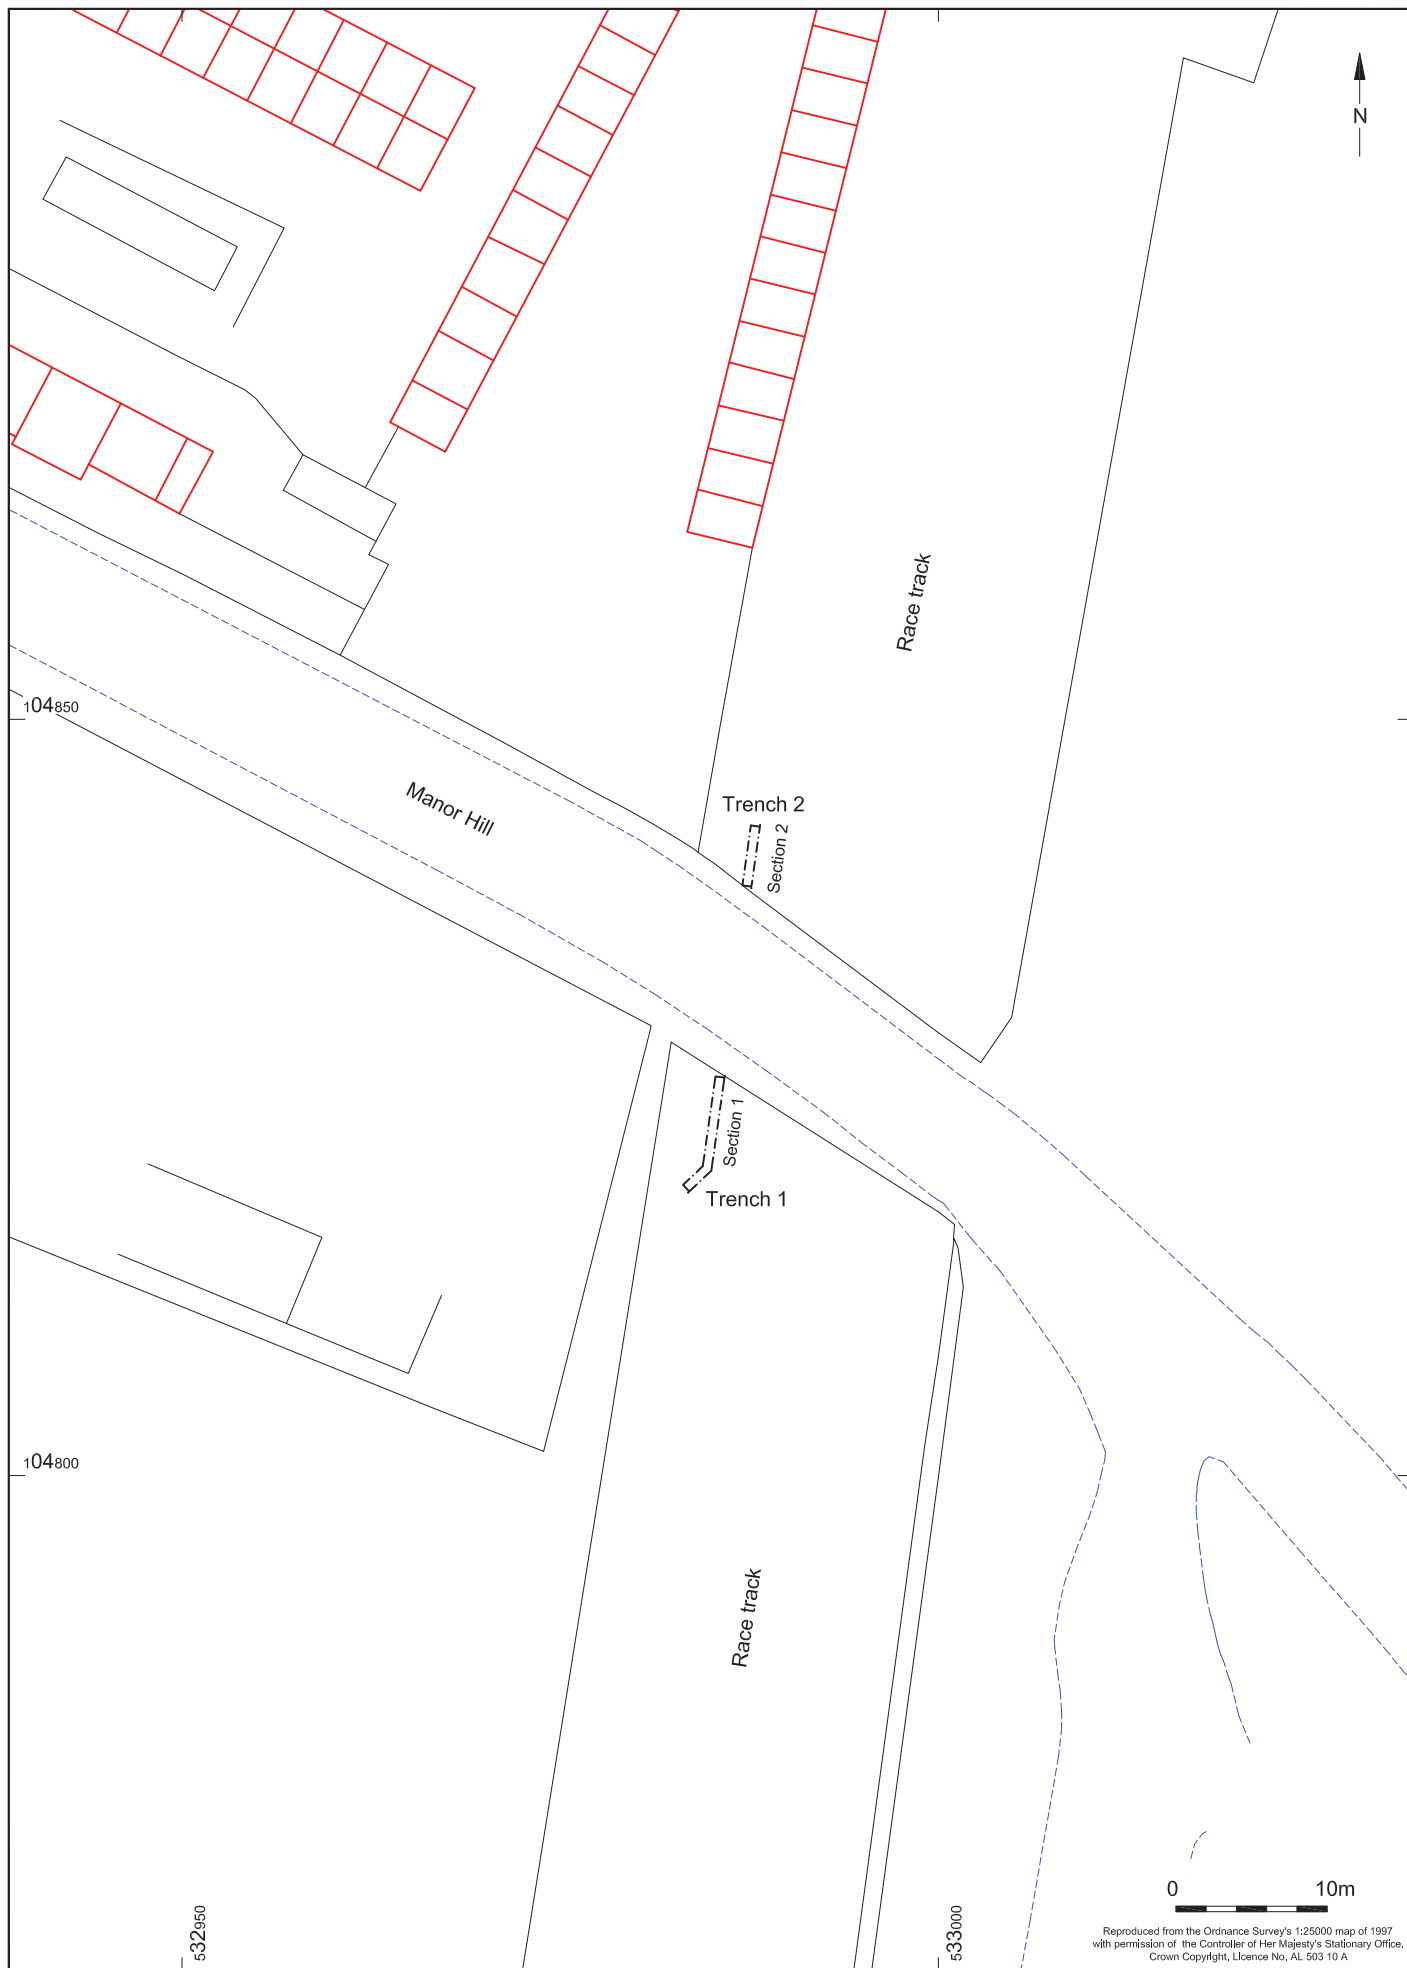 N
Race track
104850
Manor Hill
Trench 2
Section 2
Section 1
Trench 1
104800
Race track
532950
533000
0 10m
Reproduced from the Ordnance Survey's 1:25000 map of 1997
with permission of the Controller of Her Majesty's Stationary Office,
Crown Copyright, Licence No, AL 503 10 A